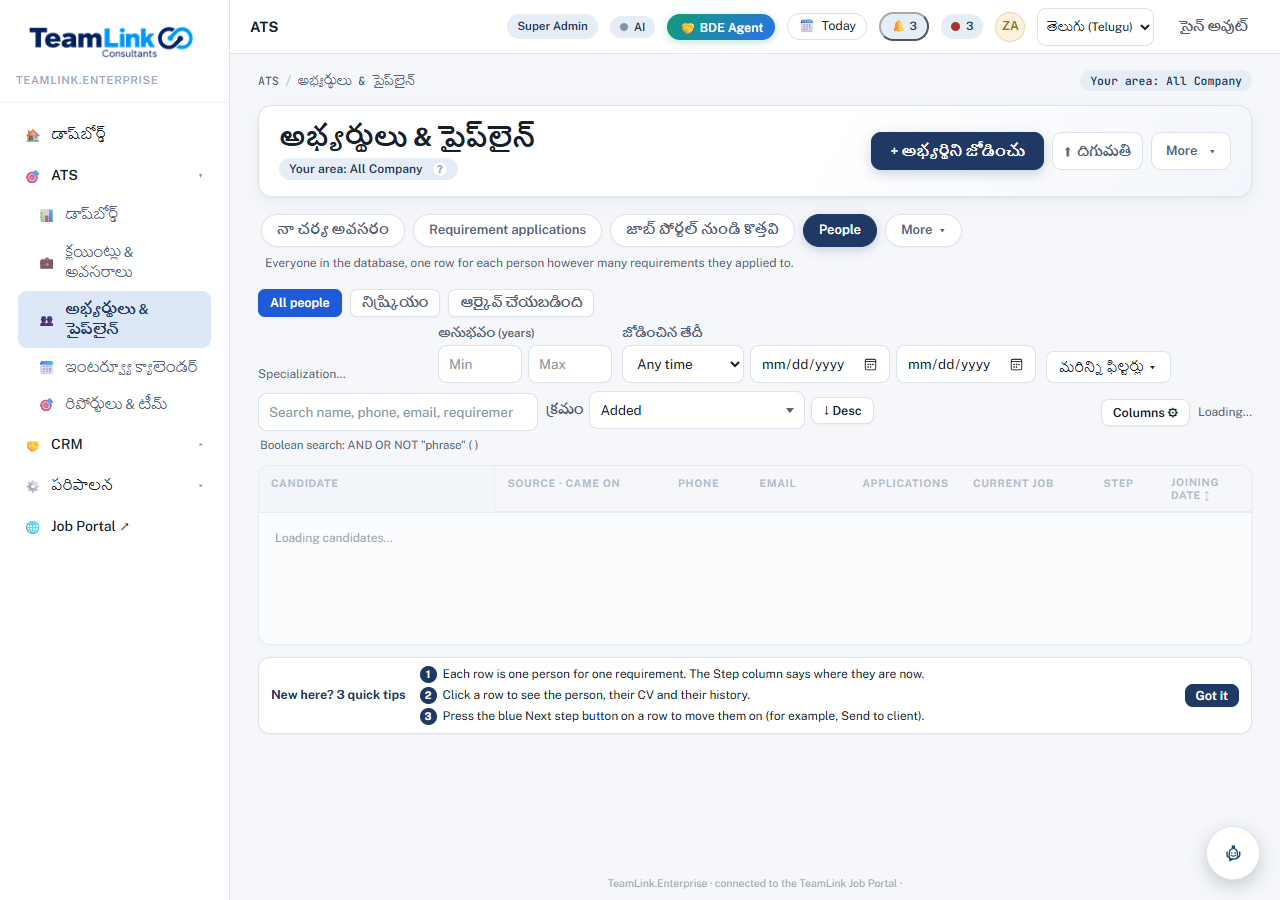 TeamLink
Consultants
TEAMLINK.ENTERPRISE
డాష్‌బోర్డ్
ATS
డాష్‌బోర్డ్
క్లయింట్లు &
అవసరాలు
అభ్యర్థులు &
పైప్‌లైన్
ఇంటర్వ్యూ క్యాలెండర్
రిపోర్టులు & టీమ్
CRM
పరిపాలన
Job Portal ↗
ATS
Super Admin
AI
BDE Agent
Today
3
3
ZA
తెలుగు (Telugu)
సైన్ అవుట్
ATS / అభ్యర్థులు & పైప్‌లైన్
Your area: All Company
అభ్యర్థులు & పైప్‌లైన్
Your area: All Company ?
+ అభ్యర్థిని జోడించు
⬆ దిగుమతి
More
నా చర్య అవసరం
Requirement applications
జాబ్ పోర్టల్ నుండి కొత్తవి
People
More
Everyone in the database, one row for each person however many requirements they applied to.
All people
నిష్క్రియం
ఆర్కైవ్ చేయబడింది
Specialization...
అనుభవం (years)
Min
Max
జోడించిన తేదీ
Any time
mm/dd/yyyy
mm/dd/yyyy
మరిన్ని ఫిల్టర్లు
Search name, phone, email, requiremer
క్రమం
Added
↓ Desc
Columns ⚙
Loading...
Boolean search: AND OR NOT "phrase" ( )
CANDIDATE
SOURCE · CAME ON
PHONE
EMAIL
APPLICATIONS
CURRENT JOB
STEP
JOINING
DATE ↕
Loading candidates...
New here? 3 quick tips
1 Each row is one person for one requirement. The Step column says where they are now.
2 Click a row to see the person, their CV and their history.
3 Press the blue Next step button on a row to move them on (for example, Send to client).
Got it
TeamLink.Enterprise · connected to the TeamLink Job Portal ·